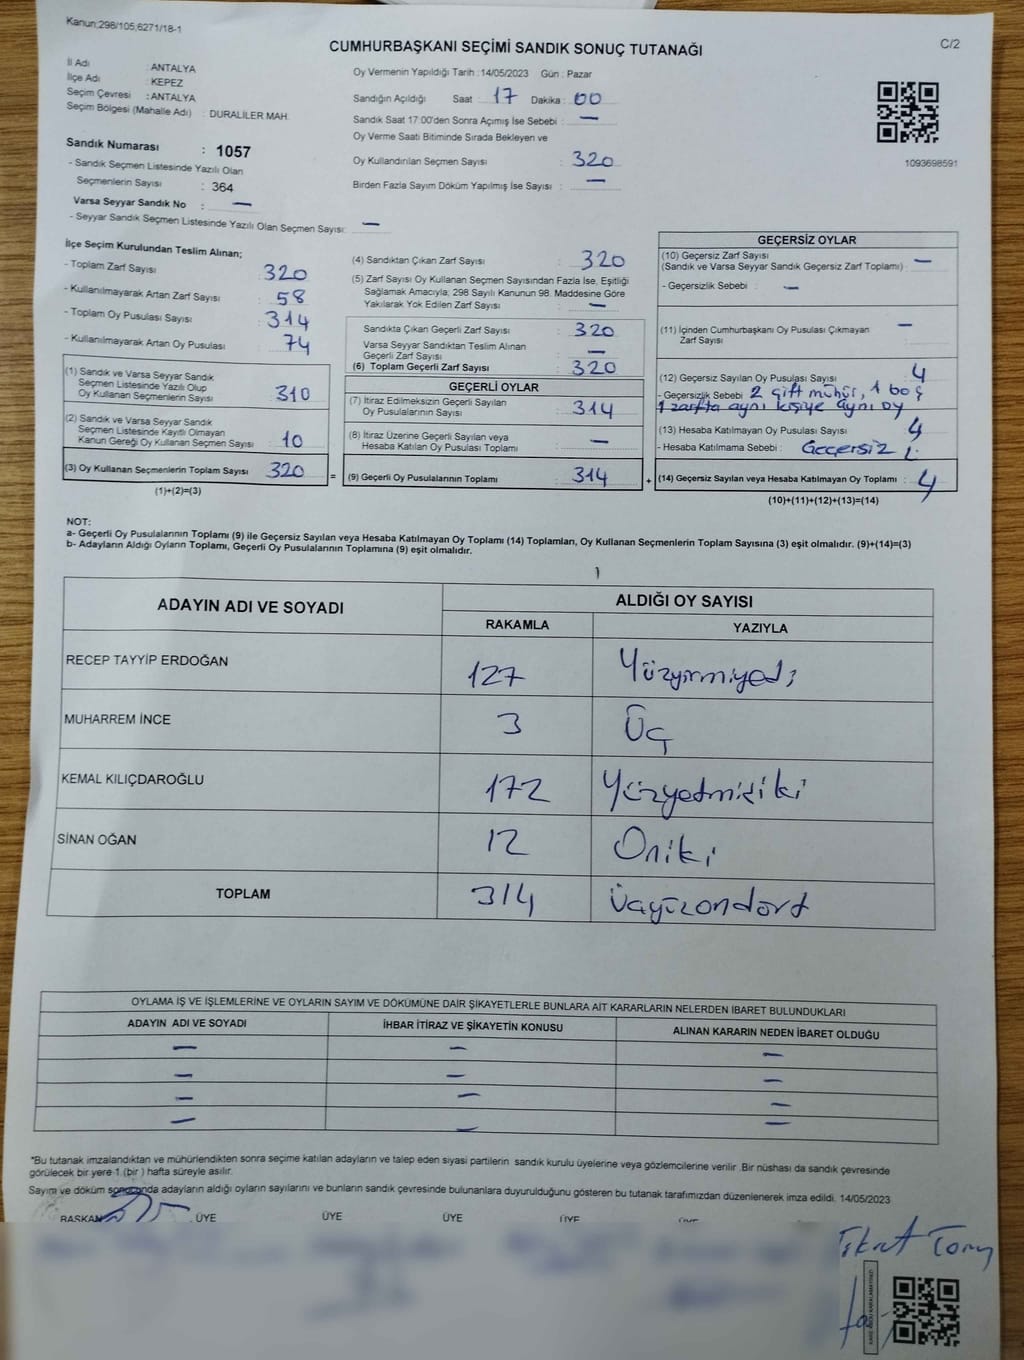 Kanun;298/105,6271/18-1
CUMHURBAŞKANI SEÇİMİ SANDIK SONUÇ TUTANAĞI
C/2
İl Adı : ANTALYA
İlçe Adı : KEPEZ
Seçim Çevresi : ANTALYA
Seçim Bölgesi (Mahalle Adı) : DURALİLER MAH.
Oy Vermenin Yapıldığı Tarih : 14/05/2023 Gün : Pazar
Sandığın Açıldığı Saat : 17 Dakika : 00
Sandık Saat 17:00'den Sonra Açımış İse Sebebi : —
Oy Verme Saati Bitiminde Sırada Bekleyen ve
Oy Kullandırılan Seçmen Sayısı : 320
Birden Fazla Sayım Döküm Yapılmış İse Sayısı : —
1093698591
Sandık Numarası : 1057
- Sandık Seçmen Listesinde Yazılı Olan
Seçmenlerin Sayısı : 364
Varsa Seyyar Sandık No : —
- Seyyar Sandık Seçmen Listesinde Yazılı Olan Seçmen Sayısı: —
İlçe Seçim Kurulundan Teslim Alınan;
- Toplam Zarf Sayısı : 320
- Kullanılmayarak Artan Zarf Sayısı : 58
- Toplam Oy Pusulası Sayısı : 314
- Kullanılmayarak Artan Oy Pusulası : 74
(1) Sandık ve Varsa Seyyar Sandık
Seçmen Listesinde Yazılı Olup
Oy Kullanan Seçmenlerin Sayısı : 310
(2) Sandık ve Varsa Seyyar Sandık
Seçmen Listesinde Kayıtlı Olmayan
Kanun Gereği Oy Kullanan Seçmen Sayısı : 10
(3) Oy Kullanan Seçmenlerin Toplam Sayısı 320
(1)+(2)=(3)
(4) Sandıktan Çıkan Zarf Sayısı : 320
(5) Zarf Sayısı Oy Kullanan Seçmen Sayısından Fazla İse, Eşitliği
Sağlamak Amacıyla; 298 Sayılı Kanunun 98. Maddesine Göre
Yakılarak Yok Edilen Zarf Sayısı : —
Sandıkta Çıkan Geçerli Zarf Sayısı : 320
Varsa Seyyar Sandıktan Teslim Alınan
Geçerli Zarf Sayısı : —
(6) Toplam Geçerli Zarf Sayısı : 320
GEÇERLİ OYLAR
(7) İtiraz Edilmeksizin Geçerli Sayılan
Oy Pusulalarının Sayısı : 314
(8) İtiraz Üzerine Geçerli Sayılan veya
Hesaba Katılan Oy Pusulası Toplamı : —
= (9) Geçerli Oy Pusulalarının Toplamı : 314 +
GEÇERSİZ OYLAR
(10) Geçersiz Zarf Sayısı
(Sandık ve Varsa Seyyar Sandık Geçersiz Zarf Toplamı) : —
- Geçersizlik Sebebi : —
(11) İçinden Cumhurbaşkanı Oy Pusulası Çıkmayan
Zarf Sayısı : —
(12) Geçersiz Sayılan Oy Pusulası Sayısı : 4
- Geçersizlik Sebebi 2 çift mühür, 1 boş
1 zarfta aynı kişiye aynı oy
(13) Hesaba Katılmayan Oy Pusulası Sayısı : 4
- Hesaba Katılmama Sebebi : Geçersiz
(14) Geçersiz Sayılan veya Hesaba Katılmayan Oy Toplamı : 4
(10)+(11)+(12)+(13)=(14)
NOT:
a- Geçerli Oy Pusulalarının Toplamı (9) ile Geçersiz Sayılan veya Hesaba Katılmayan Oy Toplamı (14) Toplamları, Oy Kullanan Seçmenlerin Toplam Sayısına (3) eşit olmalıdır. (9)+(14)=(3)
b- Adayların Aldığı Oyların Toplamı, Geçerli Oy Pusulalarının Toplamına (9) eşit olmalıdır.
ADAYIN ADI VE SOYADI ALDIĞI OY SAYISI
RAKAMLA YAZIYLA
RECEP TAYYİP ERDOĞAN 127 Yüzyirmiyedi
MUHARREM İNCE 3 Üç
KEMAL KILIÇDAROĞLU 172 Yüzyetmişiki
SİNAN OĞAN 12 Oniki
TOPLAM 314 Üçyüzondört
OYLAMA İŞ VE İŞLEMLERİNE VE OYLARIN SAYIM VE DÖKÜMÜNE DAİR ŞİKAYETLERLE BUNLARA AİT KARARLARIN NELERDEN İBARET BULUNDUKLARI
ADAYIN ADI VE SOYADI İHBAR İTİRAZ VE ŞİKAYETİN KONUSU ALINAN KARARIN NEDEN İBARET OLDUĞU
— — —
— — —
— — —
— — —
*Bu tutanak imzalandıktan ve mühürlendikten sonra seçime katılan adayların ve talep eden siyasi partilerin sandık kurulu üyelerine veya gözlemcilerine verilir. Bir nüshası da sandık çevresinde
görülecek bir yere 1 (bir ) hafta süreyle asılır.
Sayım ve döküm sonucunda adayların aldığı oyların sayılarını ve bunların sandık çevresinde bulunanlara duyurulduğunu gösteren bu tutanak tarafımızdan düzenlenerek imza edildi. 14/05/2023
BAŞKAN ÜYE ÜYE ÜYE ÜYE ÜYE